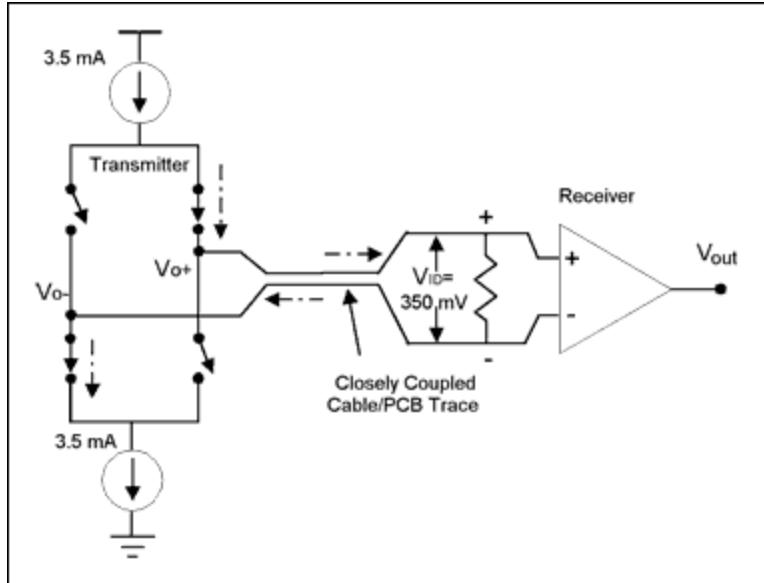 3.5 mA
Transmitter
Receiver
+
Vo+
VID=
350 mV
+
Vout
Vo-
-
-
Closely Coupled
Cable/PCB Trace
3.5 mA